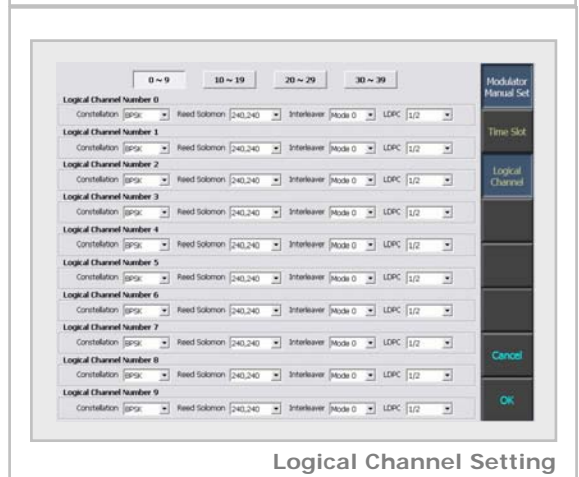 0 ~ 9 10 ~ 19 20 ~ 29 30 ~ 39
Modulator
Manual Set
Logical Channel Number 0
Constellation BPSK Reed Solomon 240,240 Interleaver Mode 0 LDPC 1/2
Logical Channel Number 1
Time Slot
Constellation BPSK Reed Solomon 240,240 Interleaver Mode 0 LDPC 1/2
Logical Channel Number 2
Logical
Channel
Constellation BPSK Reed Solomon 240,240 Interleaver Mode 0 LDPC 1/2
Logical Channel Number 3
Constellation BPSK Reed Solomon 240,240 Interleaver Mode 0 LDPC 1/2
Logical Channel Number 4
Constellation BPSK Reed Solomon 240,240 Interleaver Mode 0 LDPC 1/2
Logical Channel Number 5
Constellation BPSK Reed Solomon 240,240 Interleaver Mode 0 LDPC 1/2
Logical Channel Number 6
Constellation BPSK Reed Solomon 240,240 Interleaver Mode 0 LDPC 1/2
Logical Channel Number 7
Constellation BPSK Reed Solomon 240,240 Interleaver Mode 0 LDPC 1/2
Cancel
Logical Channel Number 8
Constellation BPSK Reed Solomon 240,240 Interleaver Mode 0 LDPC 1/2
Logical Channel Number 9
OK
Constellation BPSK Reed Solomon 240,240 Interleaver Mode 0 LDPC 1/2
Logical Channel Setting